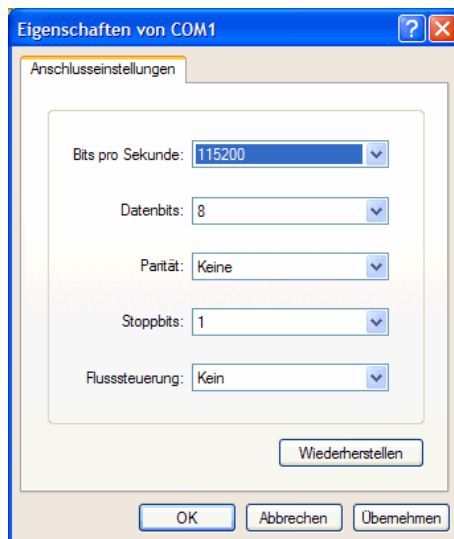 Eigenschaften von COM1
Anschlusseinstellungen
Bits pro Sekunde: 115200
Datenbits: 8
Parität: Keine
Stoppbits: 1
Flusssteuerung: Kein
Wiederherstellen
OK Abbrechen Übernehmen